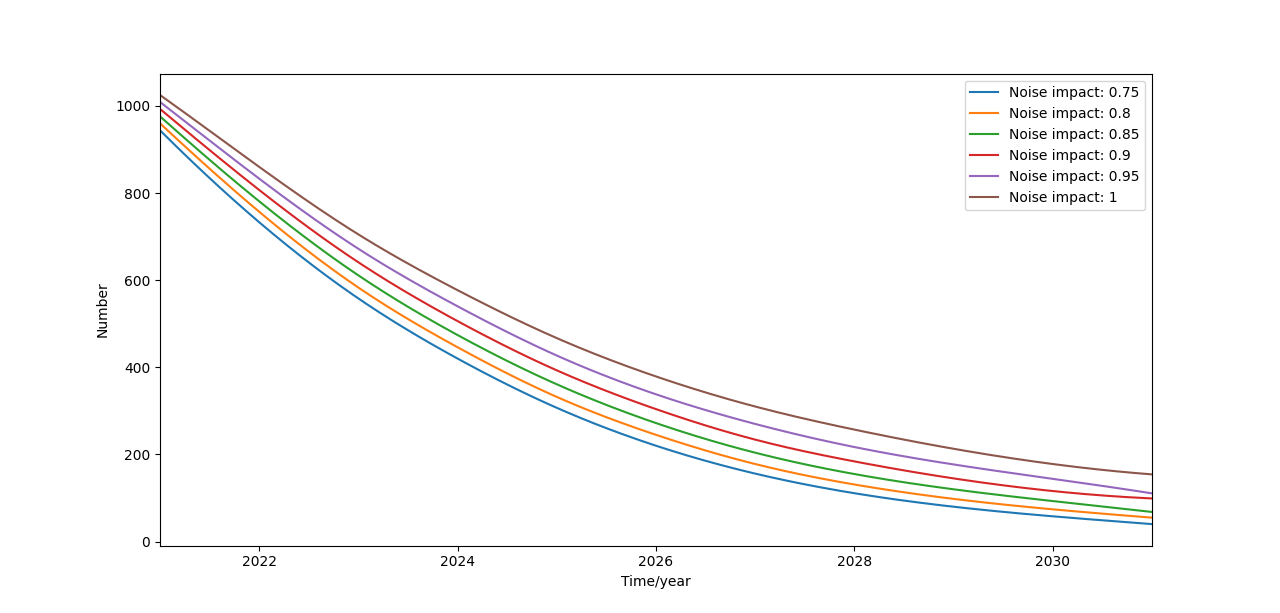 Noise impact: 0.75
Noise impact: 0.8
Noise impact: 0.85
Noise impact: 0.9
Noise impact: 0.95
Noise impact: 1
1000
800
600
400
200
0
Number
2022 2024 2026 2028 2030
Time/year